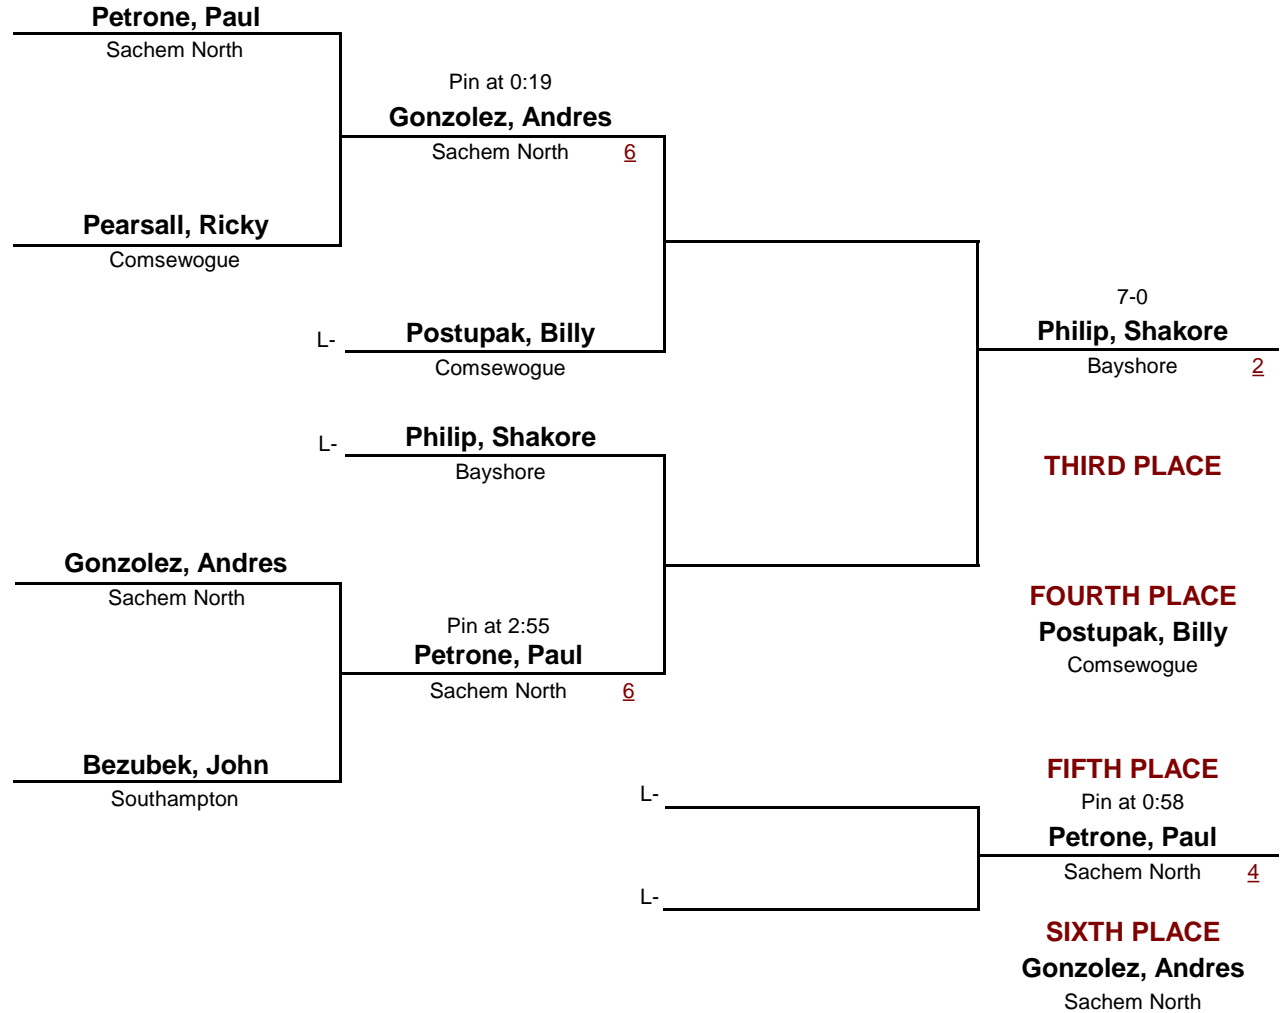 Petrone, Paul
Sachem North
Pin at 0:19
Gonzolez, Andres
Sachem North 6
Pearsall, Ricky
Comsewogue
7-0
Philip, Shakore
Bayshore 2
L- Postupak, Billy
Comsewogue
L- Philip, Shakore
Bayshore
THIRD PLACE
Gonzolez, Andres
Sachem North
FOURTH PLACE
Postupak, Billy
Comsewogue
Pin at 2:55
Petrone, Paul
Sachem North 6
Bezubek, John
Southampton
FIFTH PLACE
L-
Pin at 0:58
Petrone, Paul
Sachem North 4
L-
SIXTH PLACE
Gonzolez, Andres
Sachem North